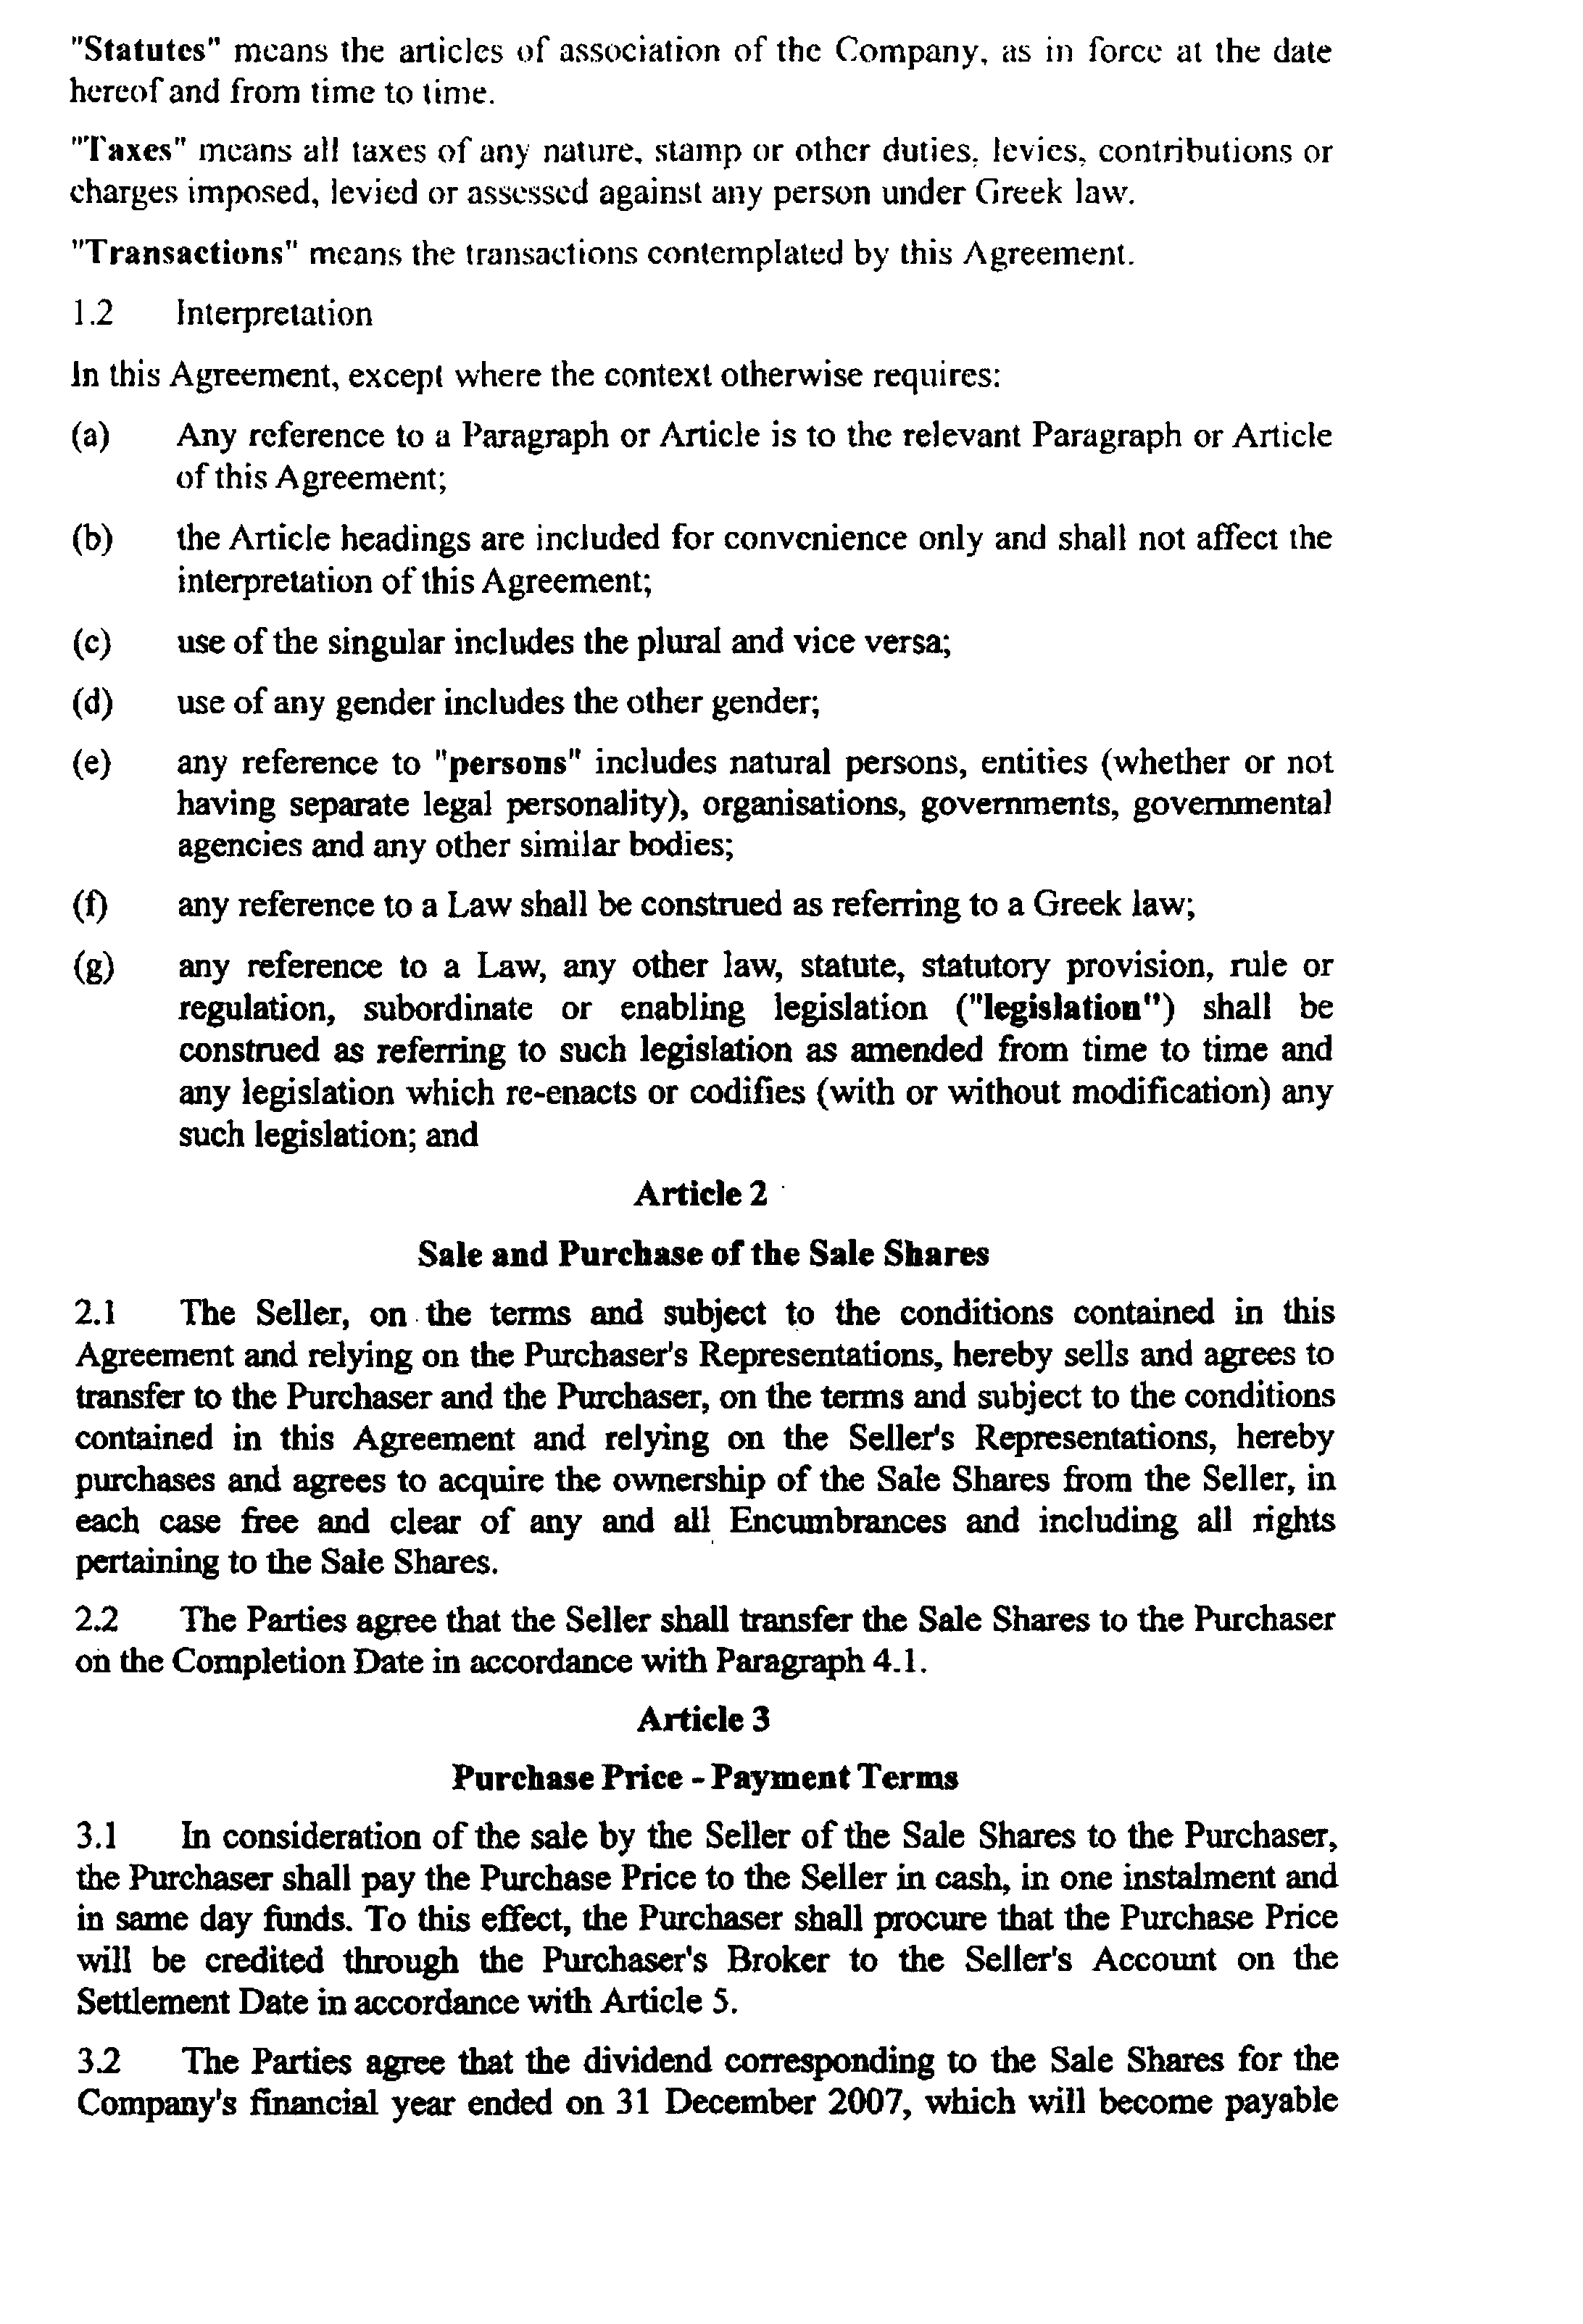 "Statutes" means the articles of association of the Company, as in force at the date
hereof and from time to time.
"Taxes" means all taxes of any nature, stamp or other duties, levies, contributions or
charges imposed, levied or assessed against any person under Greek law.
"Transactions" means the transactions contemplated by this Agreement.
1.2 Interpretation
In this Agreement, except where the context otherwise requires:
(a) Any reference to a Paragraph or Article is to the relevant Paragraph or Article
of this Agreement;
(b) the Article headings are included for convenience only and shall not affect the
interpretation of this Agreement;
(c) use of the singular includes the plural and vice versa;
(d) use of any gender includes the other gender;
(e) any reference to "persons" includes natural persons, entities (whether or not
having separate legal personality), organisations, governments, governmental
agencies and any other similar bodies;
(f) any reference to a Law shall be construed as referring to a Greek law;
(g) any reference to a Law, any other law, statute, statutory provision, rule or
regulation, subordinate or enabling legislation ("legislation") shall be
construed as referring to such legislation as amended from time to time and
any legislation which re-enacts or codifies (with or without modification) any
such legislation; and
Article 2
Sale and Purchase of the Sale Shares
2.1 The Seller, on the terms and subject to the conditions contained in this
Agreement and relying on the Purchaser's Representations, hereby sells and agrees to
transfer to the Purchaser and the Purchaser, on the terms and subject to the conditions
contained in this Agreement and relying on the Seller's Representations, hereby
purchases and agrees to acquire the ownership of the Sale Shares from the Seller, in
each case free and clear of any and all Encumbrances and including all rights
pertaining to the Sale Shares.
2.2 The Parties agree that the Seller shall transfer the Sale Shares to the Purchaser
on the Completion Date in accordance with Paragraph 4.1.
Article 3
Purchase Price - Payment Terms
3.1 In consideration of the sale by the Seller of the Sale Shares to the Purchaser,
the Purchaser shall pay the Purchase Price to the Seller in cash, in one instalment and
in same day funds. To this effect, the Purchaser shall procure that the Purchase Price
will be credited through the Purchaser's Broker to the Seller's Account on the
Settlement Date in accordance with Article 5.
3.2 The Parties agree that the dividend corresponding to the Sale Shares for the
Company's financial year ended on 31 December 2007, which will become payable